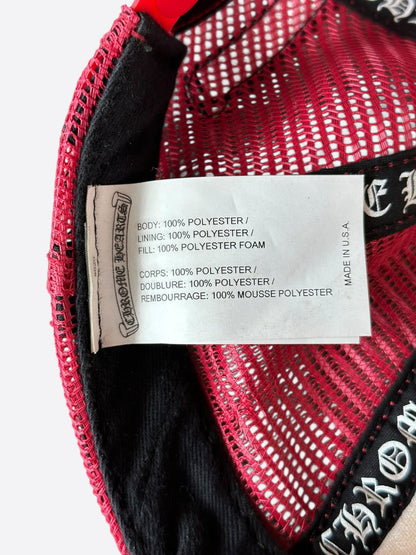 CHROME HEARTS
BODY: 100% POLYESTER /
LINING: 100% POLYESTER /
FILL: 100% POLYESTER FOAM
CORPS: 100% POLYESTER /
DOUBLURE: 100% POLYESTER /
REMBOURRAGE: 100% MOUSSE POLYESTER
MADE IN U.S.A.
CHROME